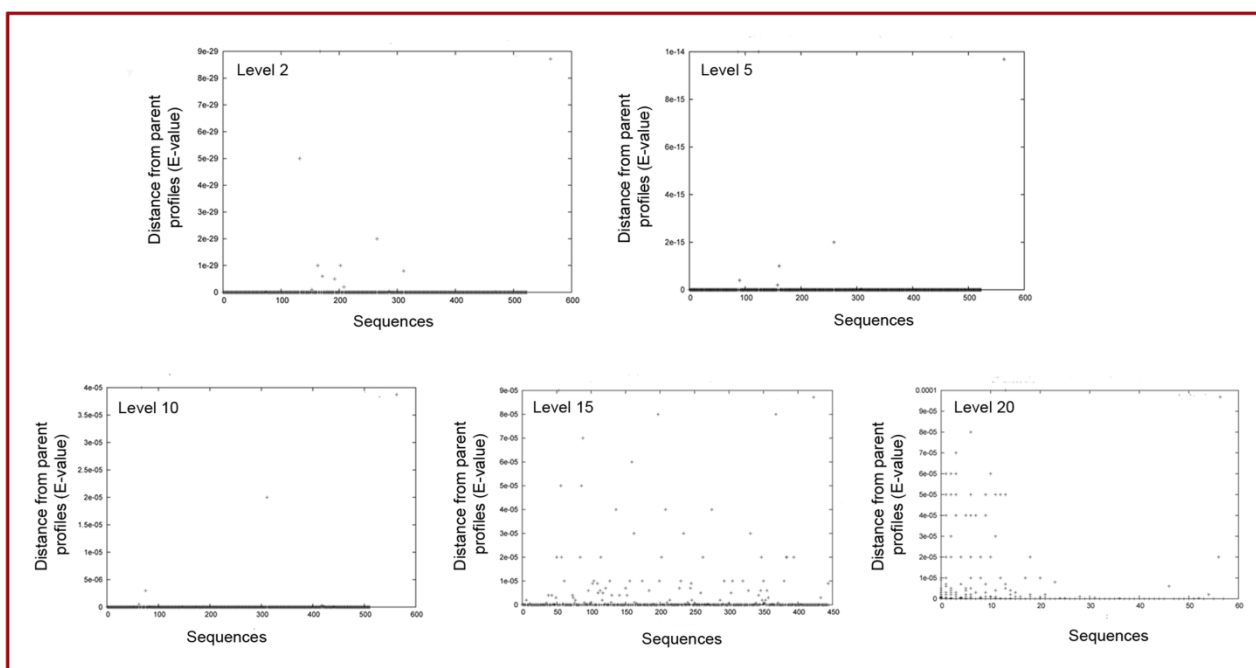 Level 2
Distance from parent
profiles (E-value)
9e-29
8e-29
7e-29
6e-29
5e-29
4e-29
3e-29
2e-29
1e-29
0
0 100 200 300 400 500 600
Sequences
Level 5
Distance from parent
profiles (E-value)
1e-14
8e-15
6e-15
4e-15
2e-15
0
0 100 200 300 400 500 600
Sequences
Level 10
Distance from parent
profiles (E-value)
4e-05
3.5e-05
3e-05
2.5e-05
2e-05
1.5e-05
1e-05
5e-06
0
0 100 200 300 400 500 600
Sequences
Level 15
Distance from parent
profiles (E-value)
9e-05
8e-05
7e-05
6e-05
5e-05
4e-05
3e-05
2e-05
1e-05
0
0 50 100 150 200 250 300 350 400 450
Sequences
Level 20
Distance from parent
profiles (E-value)
0.0001
9e-05
8e-05
7e-05
6e-05
5e-05
4e-05
3e-05
2e-05
1e-05
0
0 10 20 30 40 50 60
Sequences